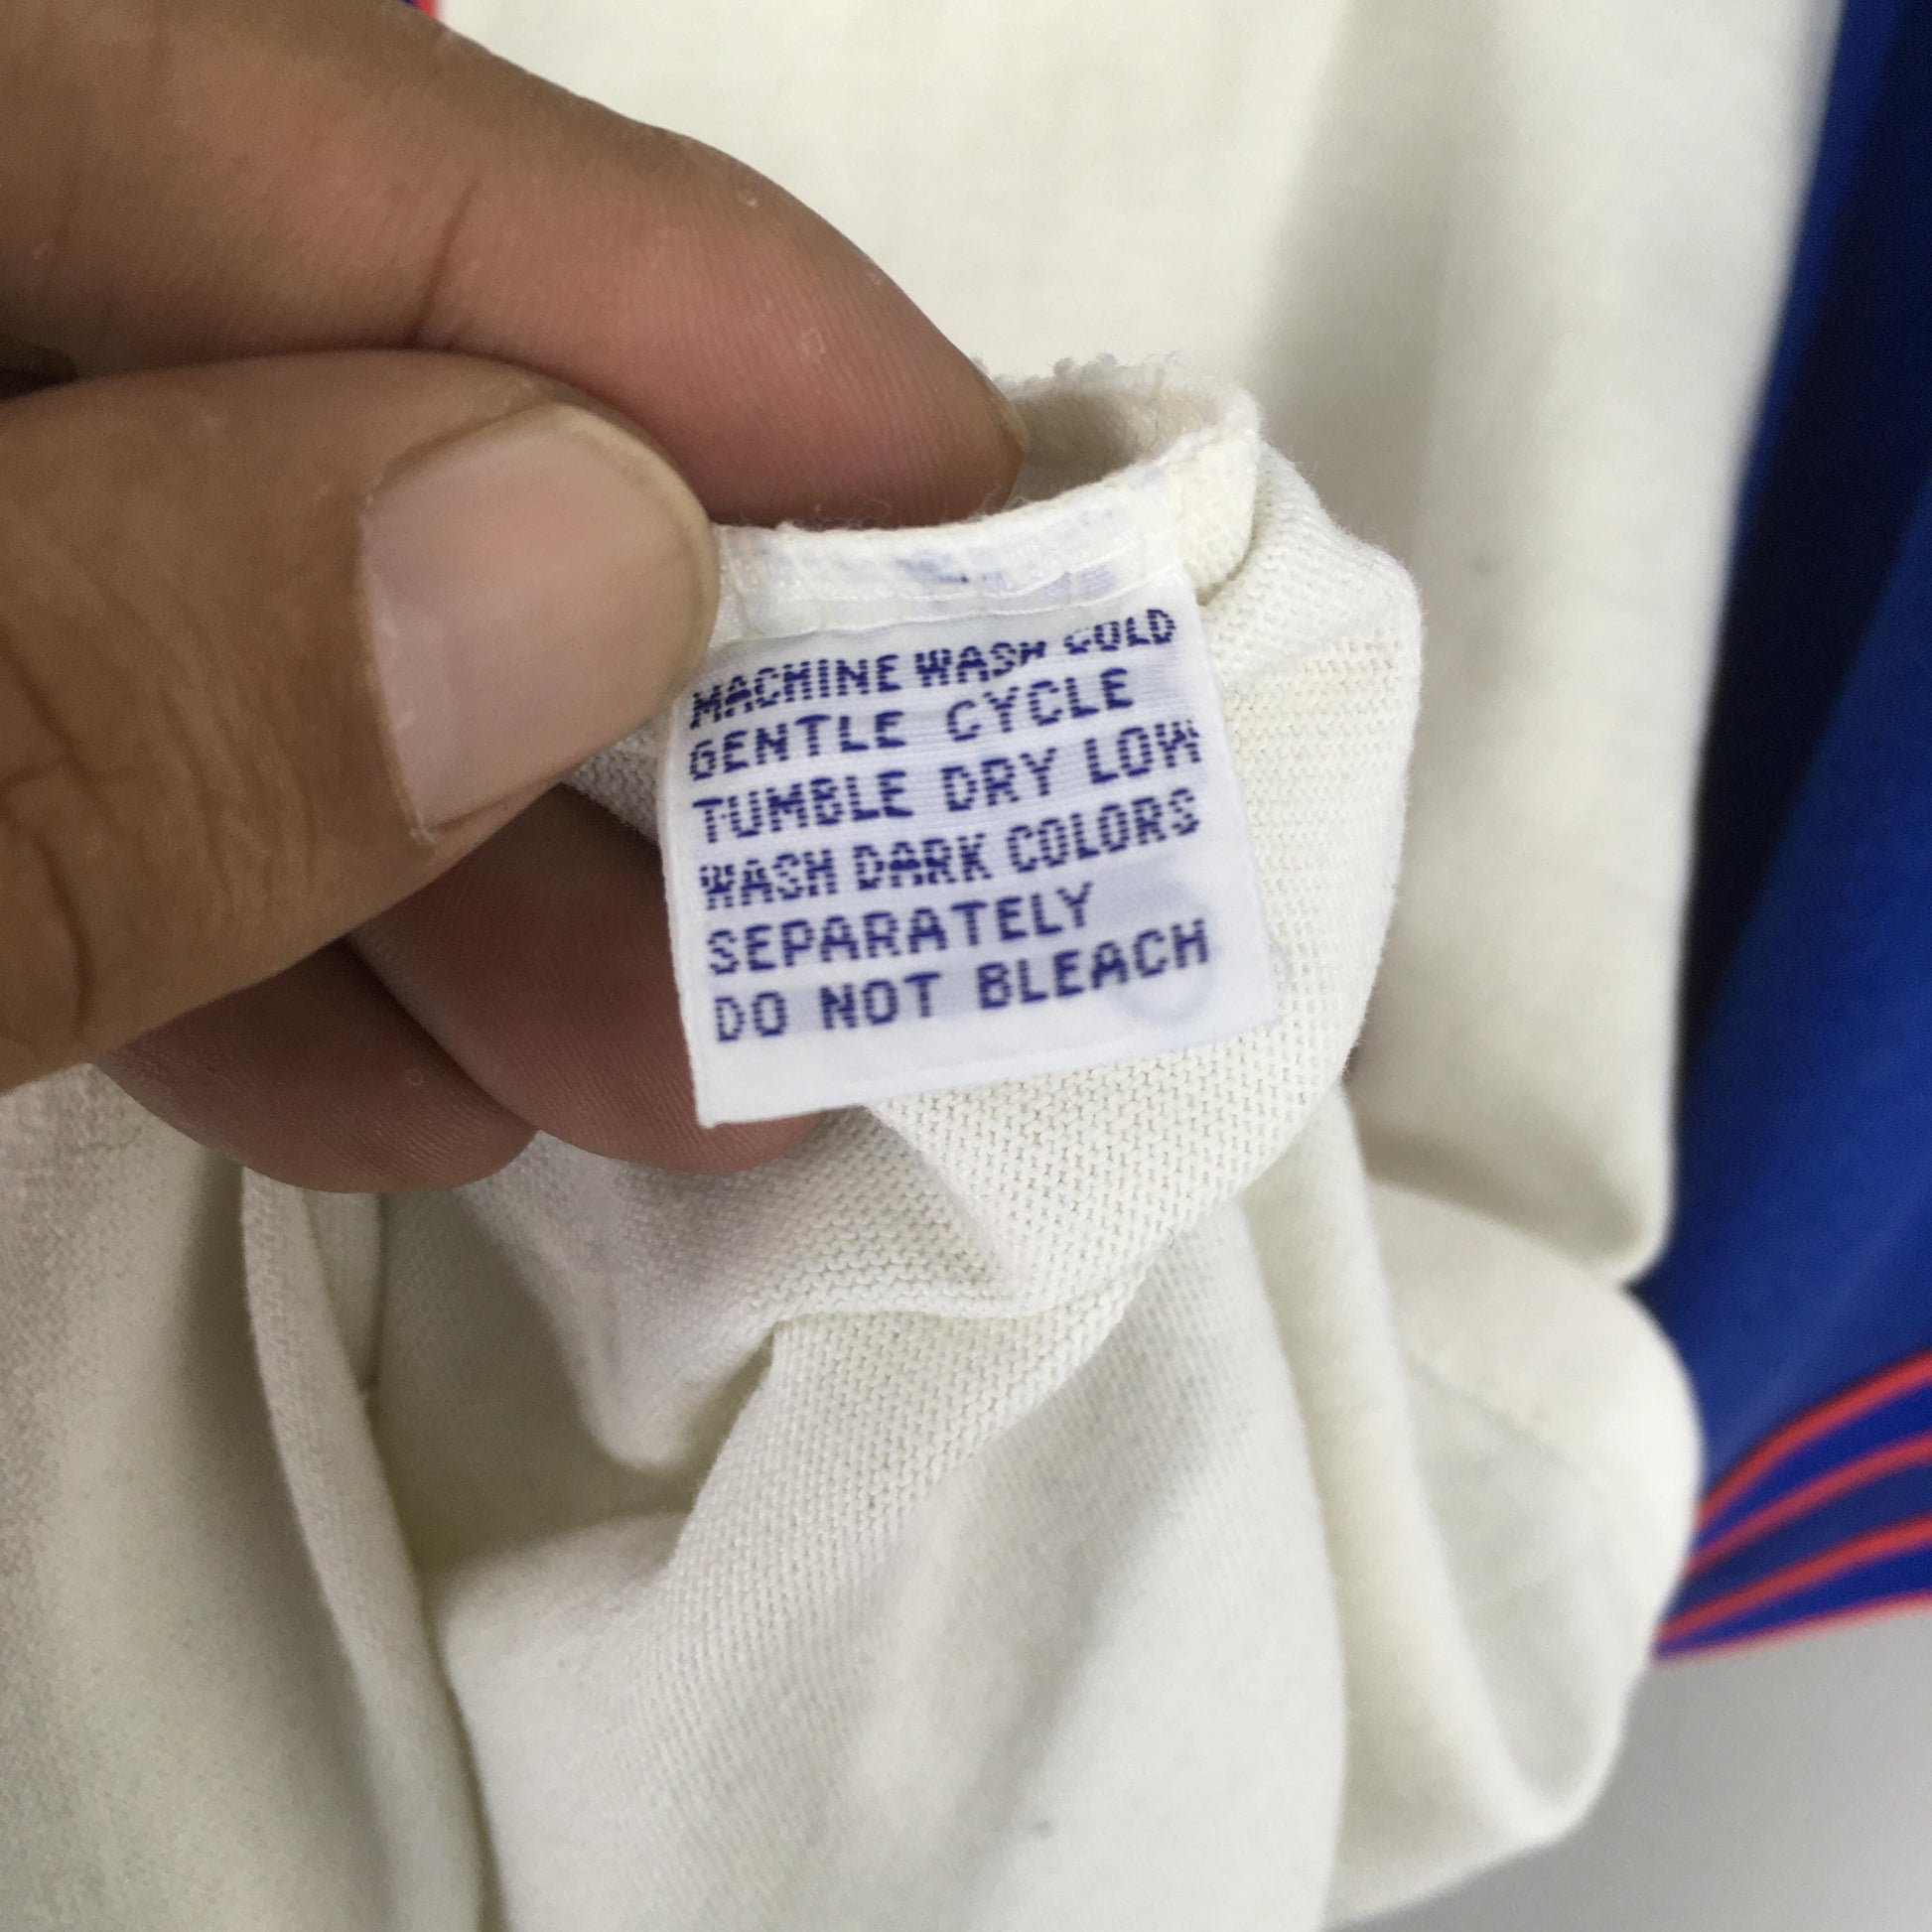 MACHINE WASH COLD
GENTLE CYCLE
TUMBLE DRY LOW
WASH DARK COLORS
SEPARATELY
DO NOT BLEACH